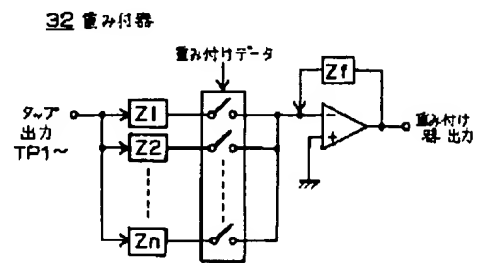 32 重み付器
重み付けデータ
Zf
タップ
出力
TP1~
Z1
Z2
Zn
-
+
重み付け
器 出力